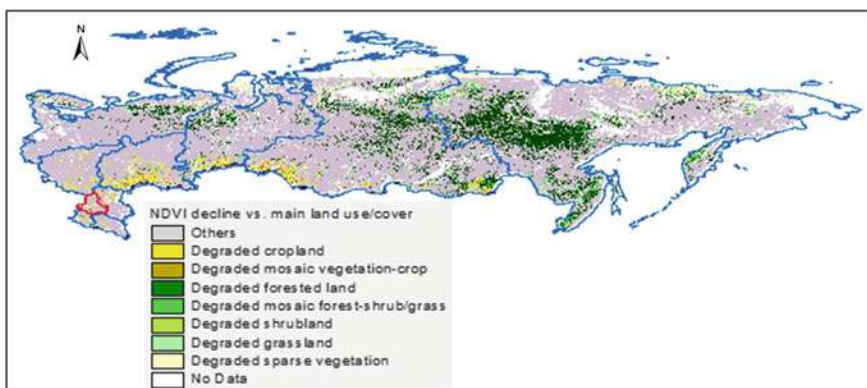 N
NDVI decline vs. main land use/cover
Others
Degraded cropland
Degraded mosaic vegetation-crop
Degraded forested land
Degraded mosaic forest-shrub/grass
Degraded shrubland
Degraded grassland
Degraded sparse vegetation
No Data